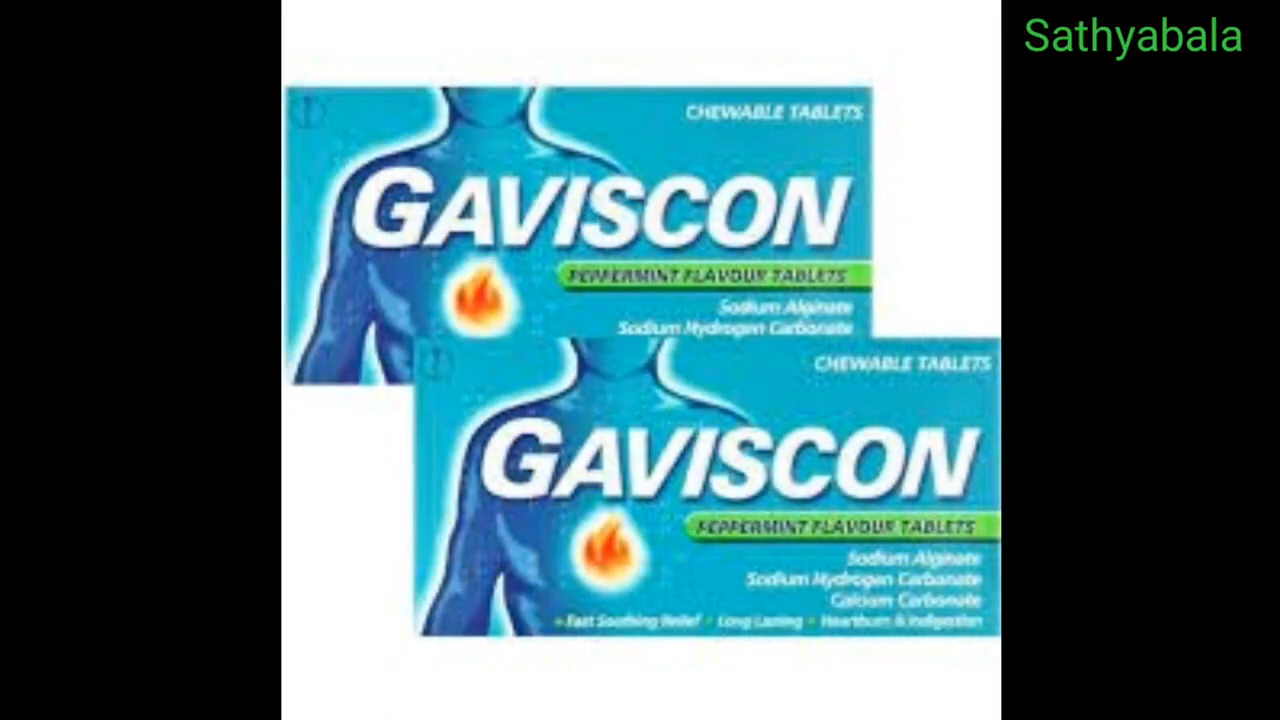 Sathyabala
CHEWABLE TABLETS
GAVISCON
PEPPERMINT FLAVOUR TABLETS
Sodium Alginate
Sodium Hydrogen Carbonate
CHEWABLE TABLETS
GAVISCON
PEPPERMINT FLAVOUR TABLETS
Sodium Alginate
Sodium Hydrogen Carbonate
Calcium Carbonate
Fast Soothing Relief Long Lasting Heartburn & Indigestion